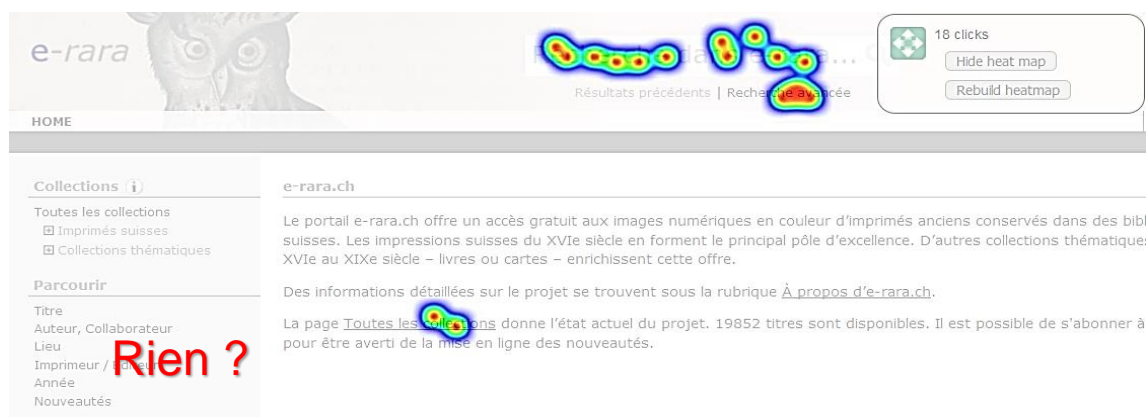 e-rara
18 clicks
Hide heat map
Résultats précédents | Recherche avancée
Rebuild heatmap
HOME
Collections i
Toutes les collections
Imprimés suisses
Collections thématiques
Parcourir
Titre
Auteur, Collaborateur
Lieu
Imprimeur /
Année
Nouveautés
Rien ?
e-rara.ch
Le portail e-rara.ch offre un accès gratuit aux images numériques en couleur d'imprimés anciens conservés dans des bibl
suisses. Les impressions suisses du XVIe siècle en forment le principal pôle d'excellence. D'autres collections thématiques
XVIe au XIXe siècle – livres ou cartes – enrichissent cette offre.
Des informations détaillées sur le projet se trouvent sous la rubrique À propos d'e-rara.ch.
La page Toutes les collections donne l'état actuel du projet. 19852 titres sont disponibles. Il est possible de s'abonner à
pour être averti de la mise en ligne des nouveautés.